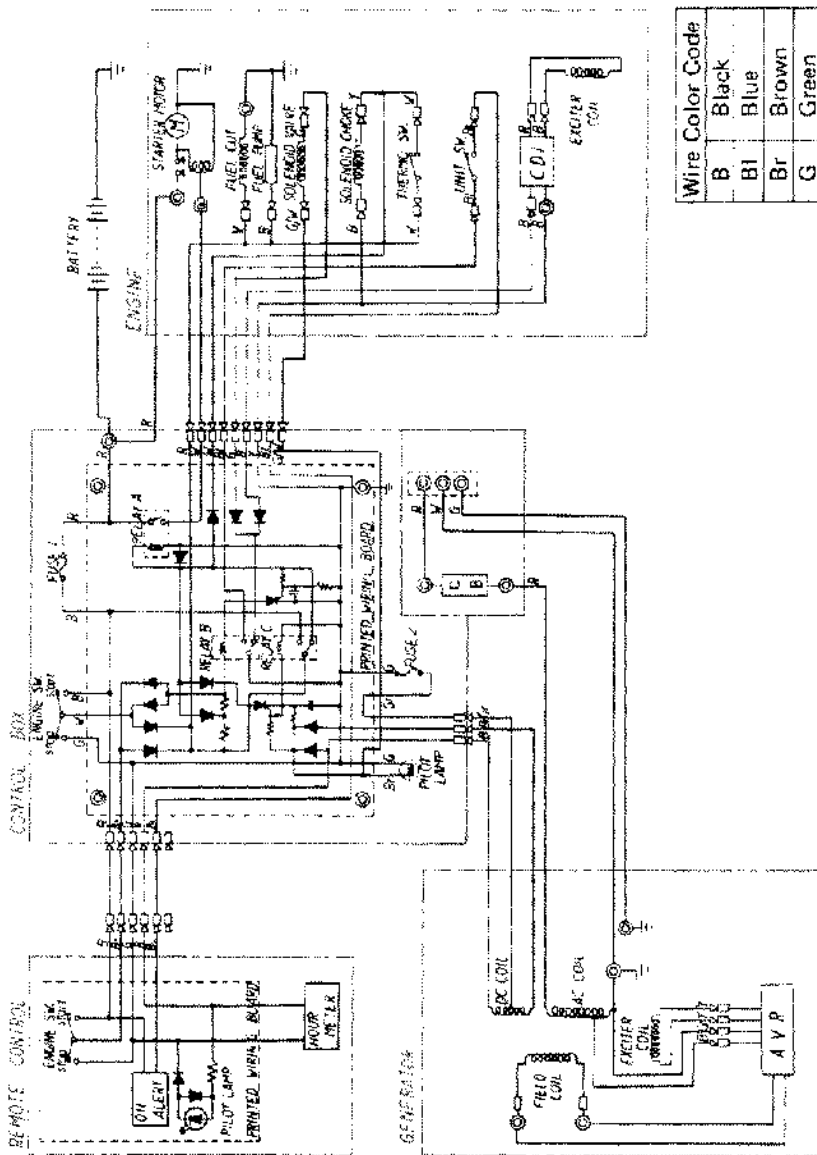 BATTERY
ENGINE
STARTER MOTOR
M
FUEL CUT
SOLENOID VALVE
FUEL PUMP
G/W
SOLENOID CHOKE
THERMO SW.
LIMIT SW.
CDI
EXCITER
COIL
Wire Color Code
B Black
Bl Blue
Br Brown
G Green
CONTROL BOX
ENGINE SW.
STOP
START
G
W
B
FUSE 1
B
R
RELAY A
RELAY B
RELAY C
PRINTED WIRING BOARD
FUSE 2
G
Br
PILOT
LAMP
R
W
G
C B
REMOTE CONTROL
ENGINE SW.
STOP
START
OIL
ALERT
PILOT LAMP
PRINTED WIRING BOARD
HOUR
METER
GENERATOR
DC COIL
AC COIL
EXCITER
COIL
FIELD
COIL
A V R